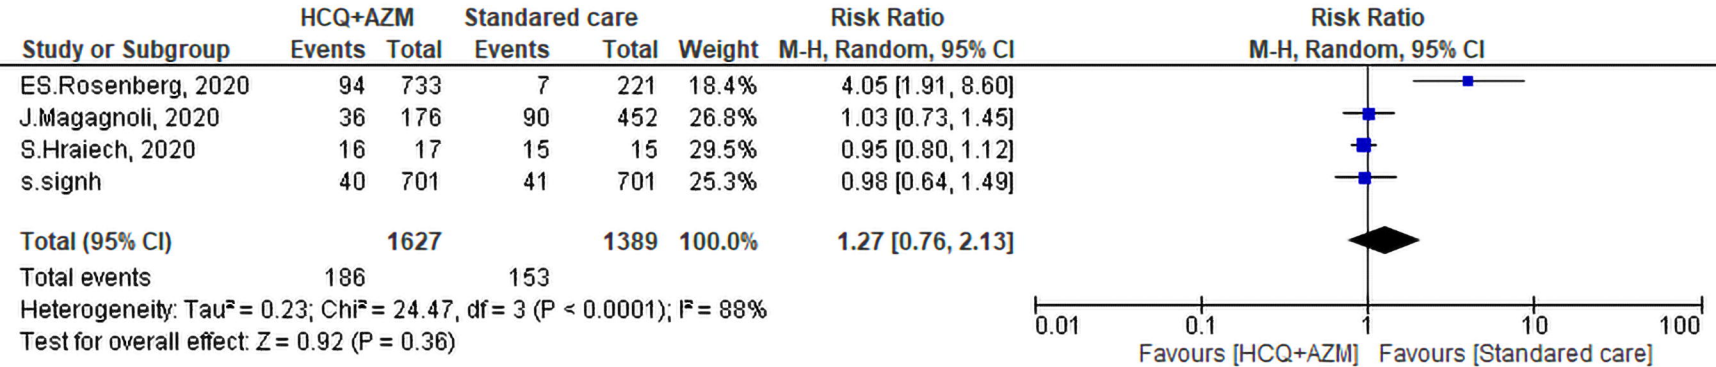 HCQ+AZM Standared care Risk Ratio Risk Ratio
Study or Subgroup Events Total Events Total Weight M-H, Random, 95% CI M-H, Random, 95% CI
ES.Rosenberg, 2020 94 733 7 221 18.4% 4.05 [1.91, 8.60]
J.Magagnoli, 2020 36 176 90 452 26.8% 1.03 [0.73, 1.45]
S.Hraiech, 2020 16 17 15 15 29.5% 0.95 [0.80, 1.12]
s.signh 40 701 41 701 25.3% 0.98 [0.64, 1.49]
Total (95% CI) 1627 1389 100.0% 1.27 [0.76, 2.13]
Total events 186 153
Heterogeneity: Tau² = 0.23; Chi² = 24.47, df = 3 (P < 0.0001); I² = 88%
Test for overall effect: Z = 0.92 (P = 0.36)
0.01 0.1 1 10 100
Favours [HCQ+AZM] Favours [Standared care]